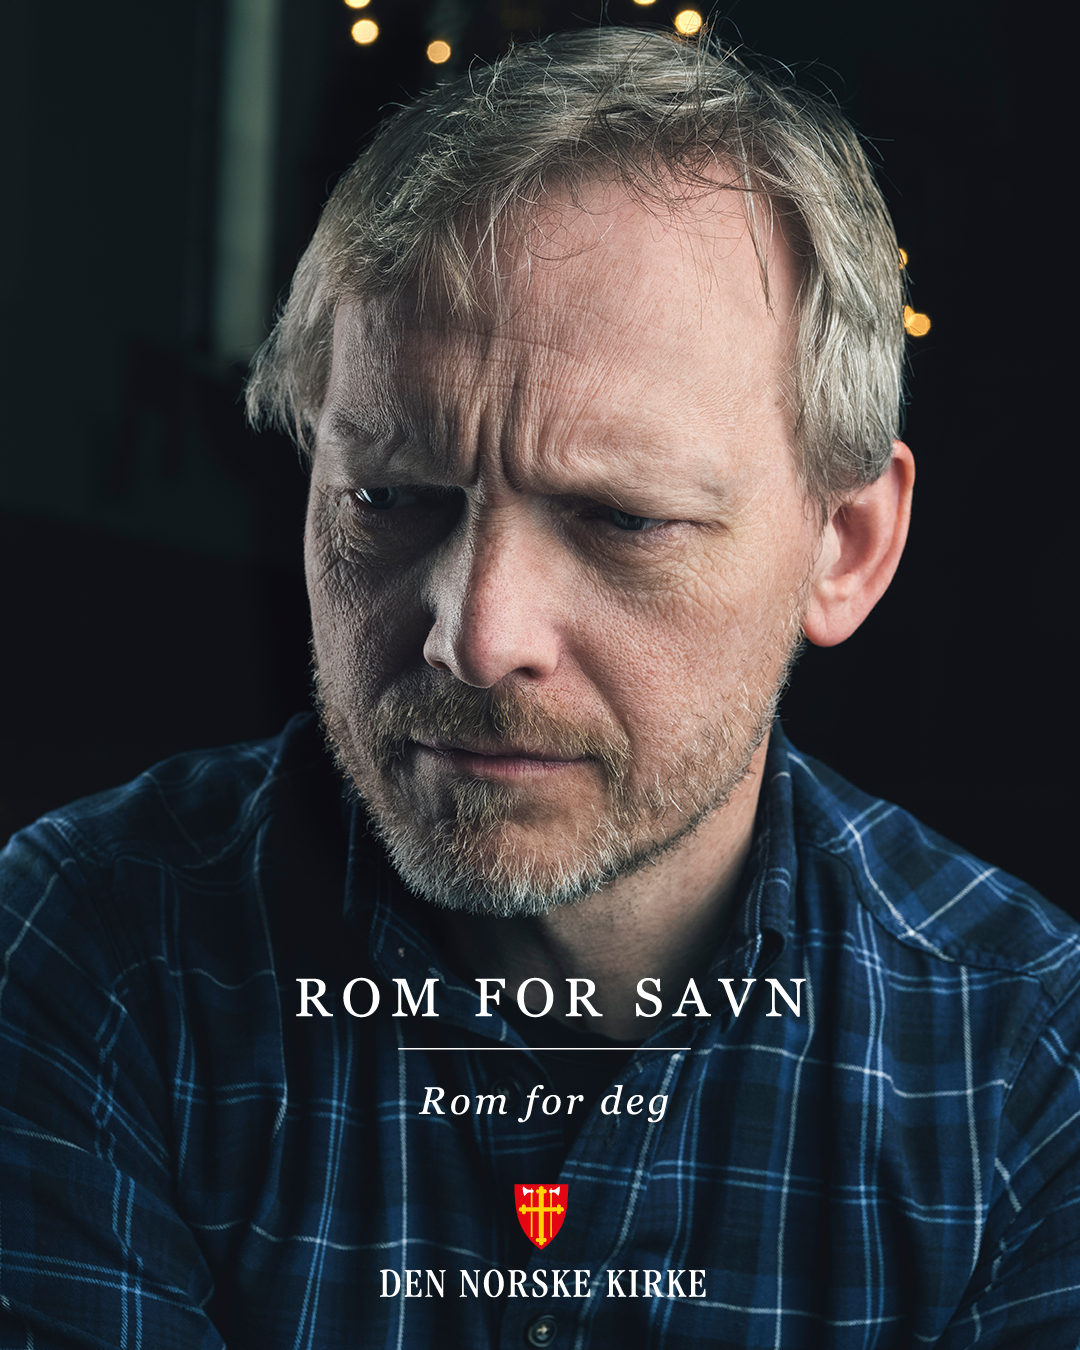 ROM FOR SAVN
Rom for deg
DEN NORSKE KIRKE